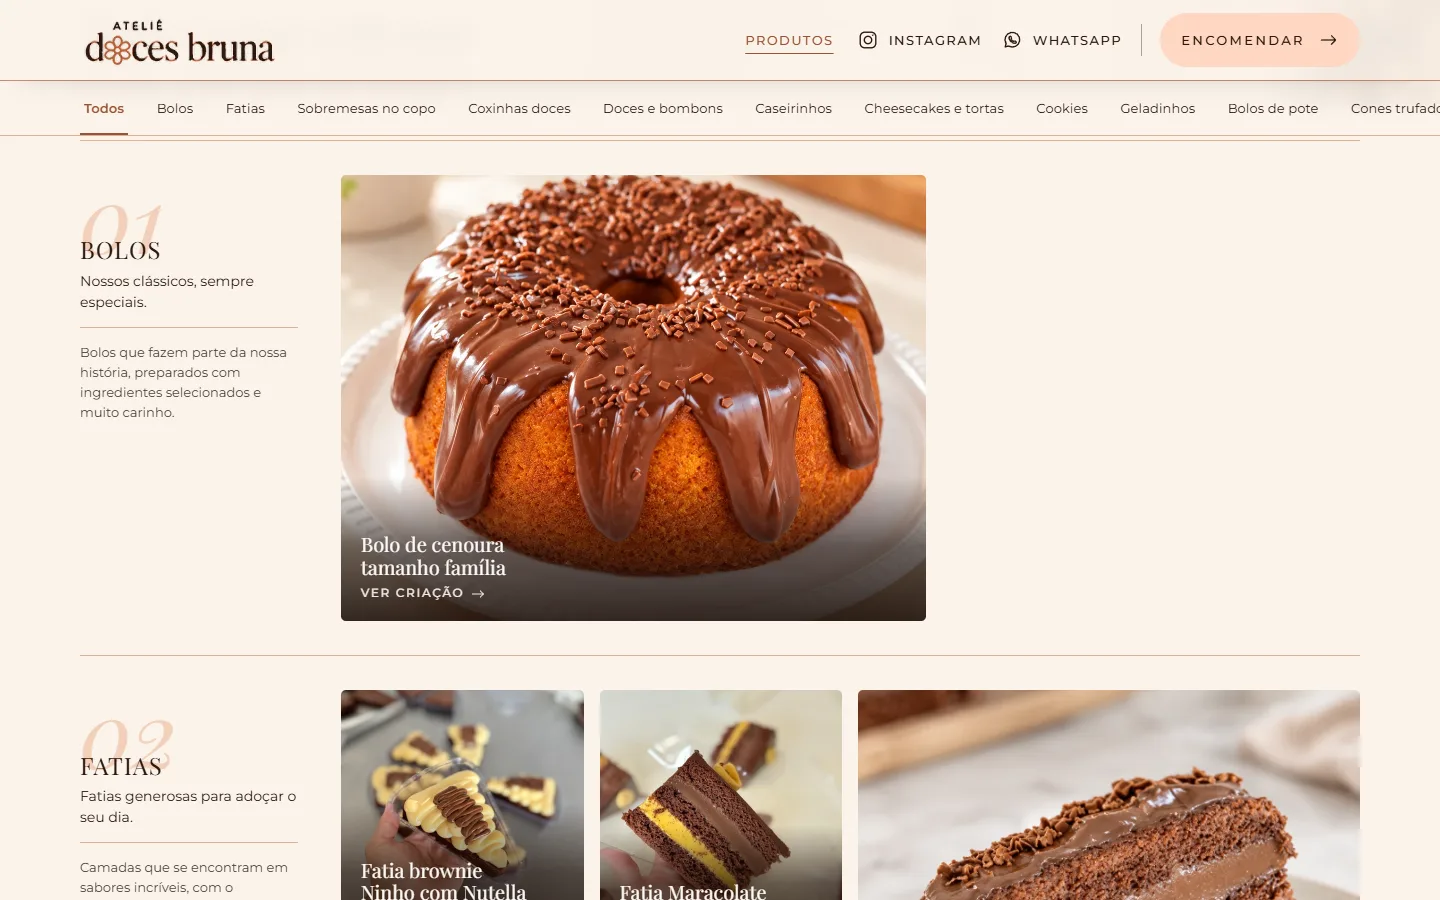 ATELIÊ
doces bruna
PRODUTOS
INSTAGRAM
WHATSAPP
ENCOMENDAR
Todos
Bolos
Fatias
Sobremesas no copo
Coxinhas doces
Doces e bombons
Caseirinhos
Cheesecakes e tortas
Cookies
Geladinhos
Bolos de pote
Cones trufado
01
BOLOS
Nossos clássicos, sempre
especiais.
Bolos que fazem parte da nossa
história, preparados com
ingredientes selecionados e
muito carinho.
Bolo de cenoura
tamanho família
VER CRIAÇÃO
02
FATIAS
Fatias generosas para adoçar o
seu dia.
Camadas que se encontram em
sabores incríveis, com o
Fatia brownie
Ninho com Nutella
Fatia Maracolate